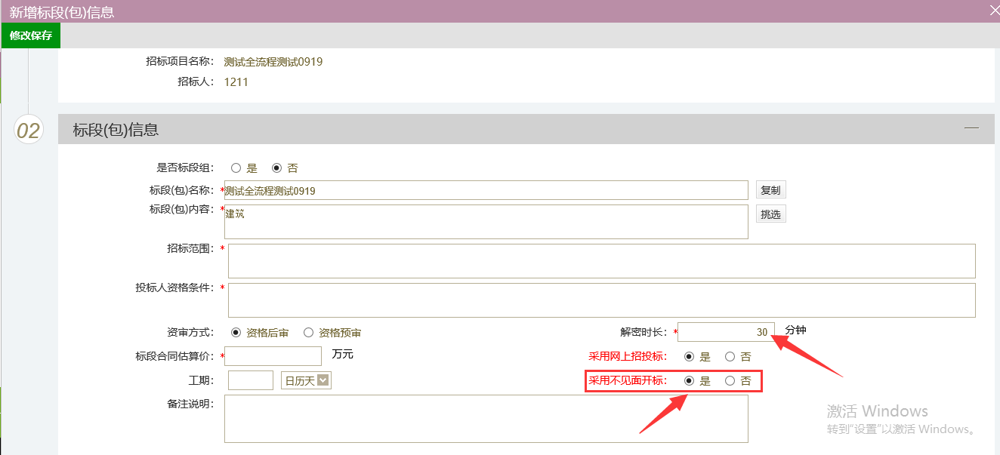 新增标段(包)信息
修改保存
招标项目名称： 测试全流程测试0919
招标人： 1211
02 标段(包)信息
是否标段组： 是 否
标段(包)名称： *测试全流程测试0919 复制
标段(包)内容： *建筑 挑选
招标范围： *
投标人资格条件： *
资审方式： 资格后审 资格预审 解密时长： * 30 分钟
标段合同估算价： * 万元 采用网上招投标： 是 否
工期： 日历天 采用不见面开标： 是 否
备注说明：
激活 Windows
转到"设置"以激活 Windows。